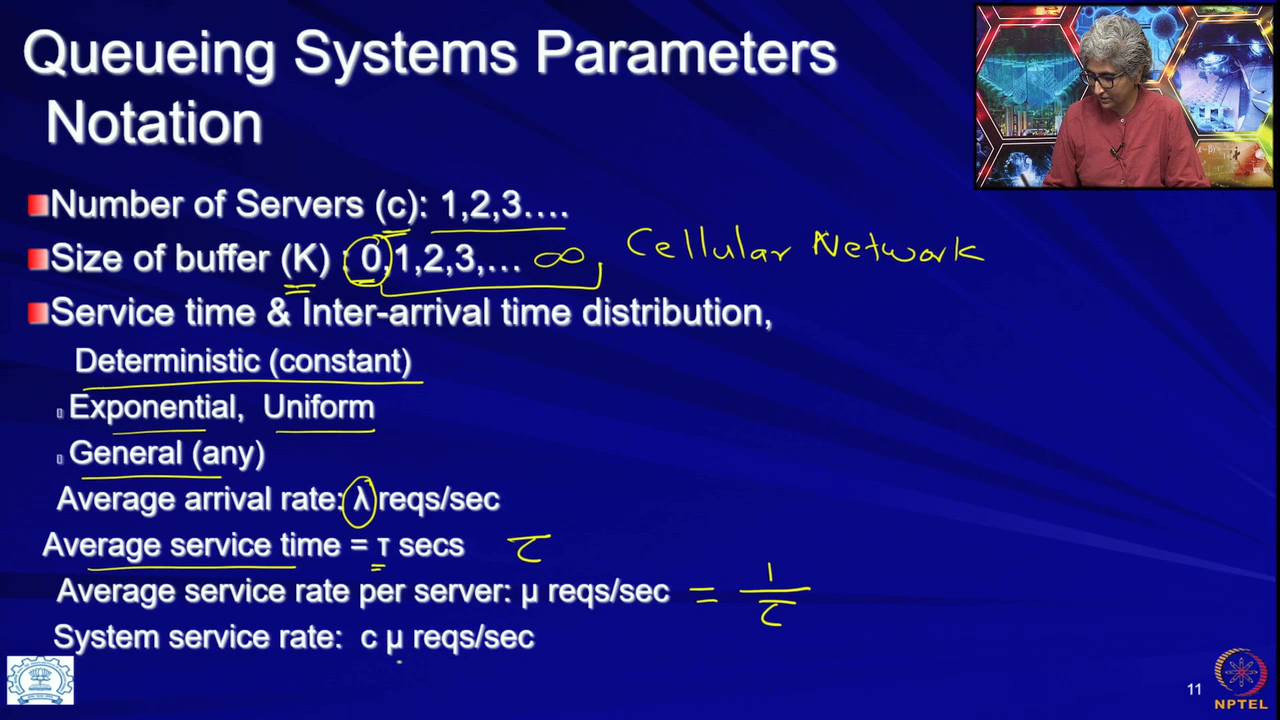 Queueing Systems Parameters
Notation
Number of Servers (c): 1,2,3....
Size of buffer (K) : 0,1,2,3,... ∞, Cellular Network
Service time & Inter-arrival time distribution,
Deterministic (constant)
Exponential, Uniform
General (any)
Average arrival rate: λ reqs/sec
Average service time = τ secs τ
Average service rate per server: μ reqs/sec = 1/τ
System service rate: c μ reqs/sec
11
NPTEL